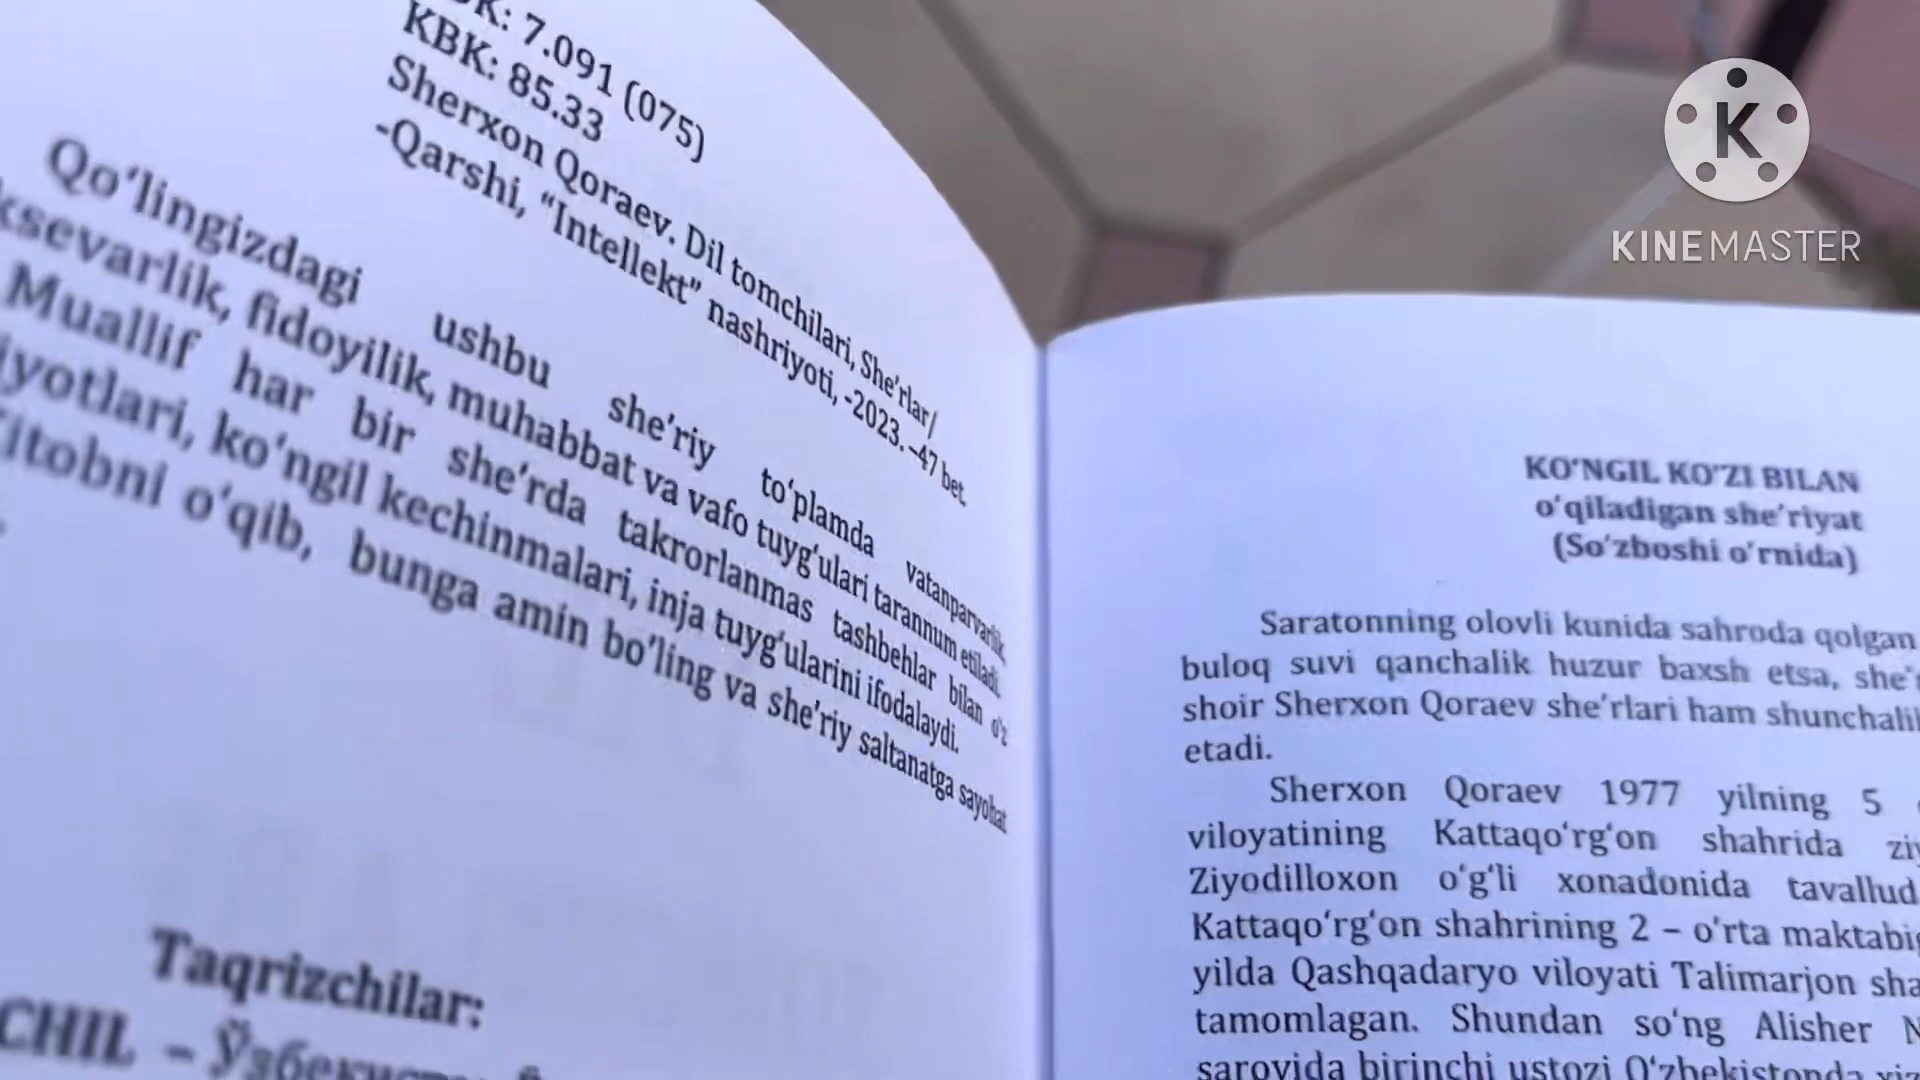 K: 7.091 (075)
KBK: 85.33
Sherxon Qoraev. Dil tomchilari, She’rlar/
-Qarshi, “Intellekt” nashriyoti, -2023. –47 bet.
Qo‘lingizdagi ushbu she’riy to‘plamda vatanparvarlik,
ksevarlik, fidoyilik, muhabbat va vafo tuyg‘ulari tarannum etiladi.
Muallif har bir she’rda takrorlanmas tashbehlar bilan o‘z
iyotlari, ko‘ngil kechinmalari, inja tuyg‘ularini ifodalaydi.
itobni o‘qib, bunga amin bo‘ling va she’riy saltanatga sayohat
Taqrizchilar:
CHIL –
KO‘NGIL KO‘ZI BILAN
o‘qiladigan she’riyat
(So‘zboshi o‘rnida)
Saratonning olovli kunida sahroda qolgan
buloq suvi qanchalik huzur baxsh etsa, she’r
shoir Sherxon Qoraev she’rlari ham shunchalik
etadi.
Sherxon Qoraev 1977 yilning 5
viloyatining Kattaqo‘rg‘on shahrida ziy
Ziyodilloxon o‘g‘li xonadonida tavallud
Kattaqo‘rg‘on shahrining 2 – o‘rta maktabi
yilda Qashqadaryo viloyati Talimarjon sha
tamomlagan. Shundan so‘ng Alisher N
saroyida birinchi ustozi O‘zbekistonda xiz
K
KINEMASTER